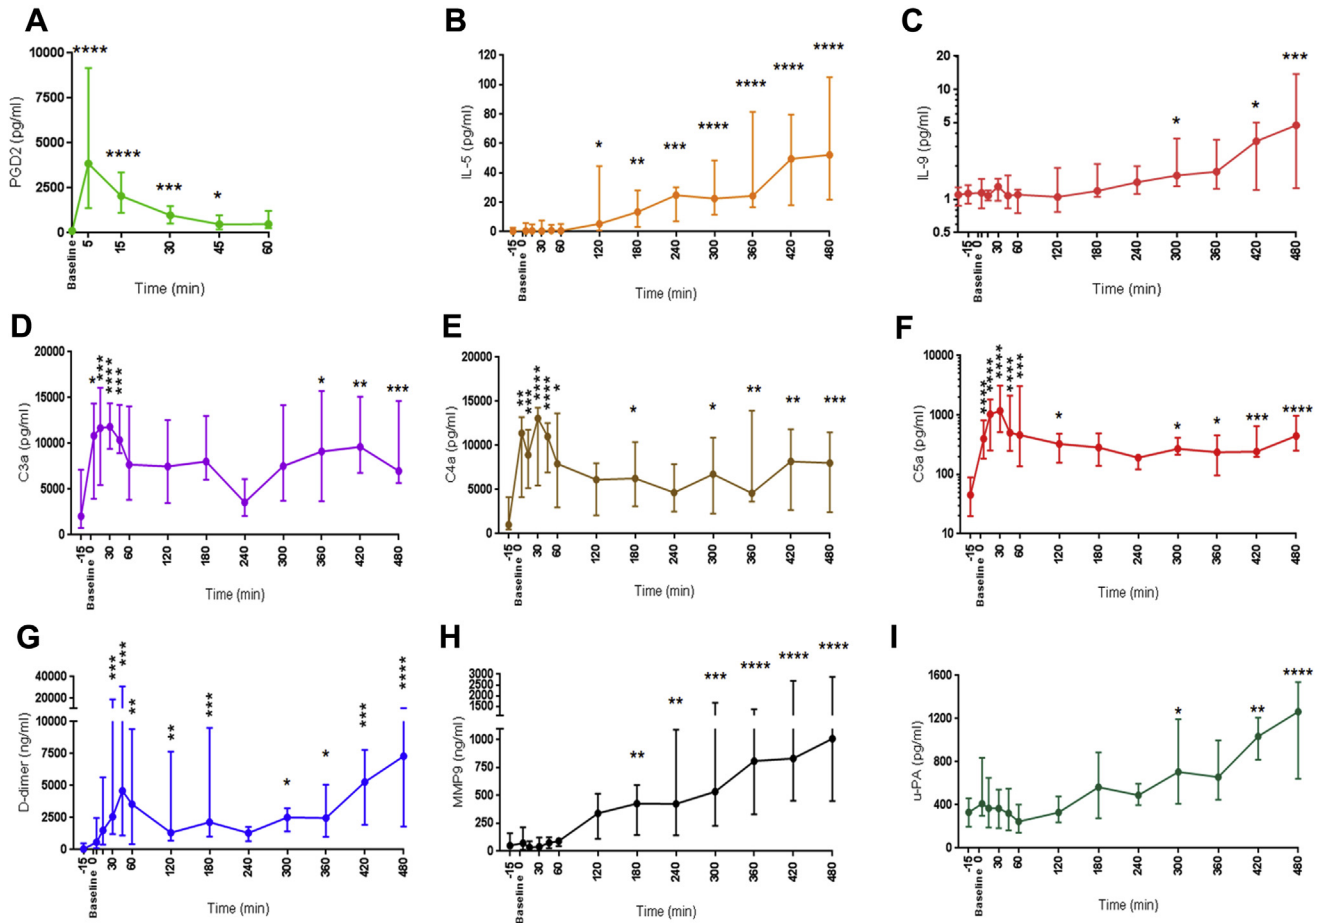 A
PGD2 (pg/ml)
10000
7500
5000
2500
0
**** **** *** *
Baseline 5 15 30 45 60
Time (min)
B
IL-5 (pg/ml)
120
100
80
60
40
20
0
* ** *** **** **** **** ****
-15 Baseline 0 30 60 120 180 240 300 360 420 480
Time (min)
C
IL-9 (pg/ml)
20
10
5
2
1
0.5
* * ***
-15 Baseline 0 30 60 120 180 240 300 360 420 480
Time (min)
D
C3a (pg/ml)
20000
15000
10000
5000
0
* *** **** *** * ** ***
-15 Baseline 0 30 60 120 180 240 300 360 420 480
Time (min)
E
C4a (pg/ml)
20000
15000
10000
5000
0
** *** **** **** * * * ** ** ***
-15 Baseline 0 30 60 120 180 240 300 360 420 480
Time (min)
F
C5a (pg/ml)
10000
1000
100
10
**** **** **** **** *** * * * *** ****
-15 Baseline 0 30 60 120 180 240 300 360 420 480
Time (min)
G
D-dimer (ng/ml)
40000
20000
10000
7500
5000
2500
0
*** *** ** ** *** * * *** ****
-15 Baseline 0 30 60 120 180 240 300 360 420 480
Time (min)
H
MMP9 (ng/ml)
3000
2500
2000
1500
1000
500
250
0
** ** *** **** **** ****
-15 Baseline 0 30 60 120 180 240 300 360 420 480
Time (min)
I
u-PA (pg/ml)
1600
1200
800
400
0
* ** ****
-15 Baseline 0 30 60 120 180 240 300 360 420 480
Time (min)